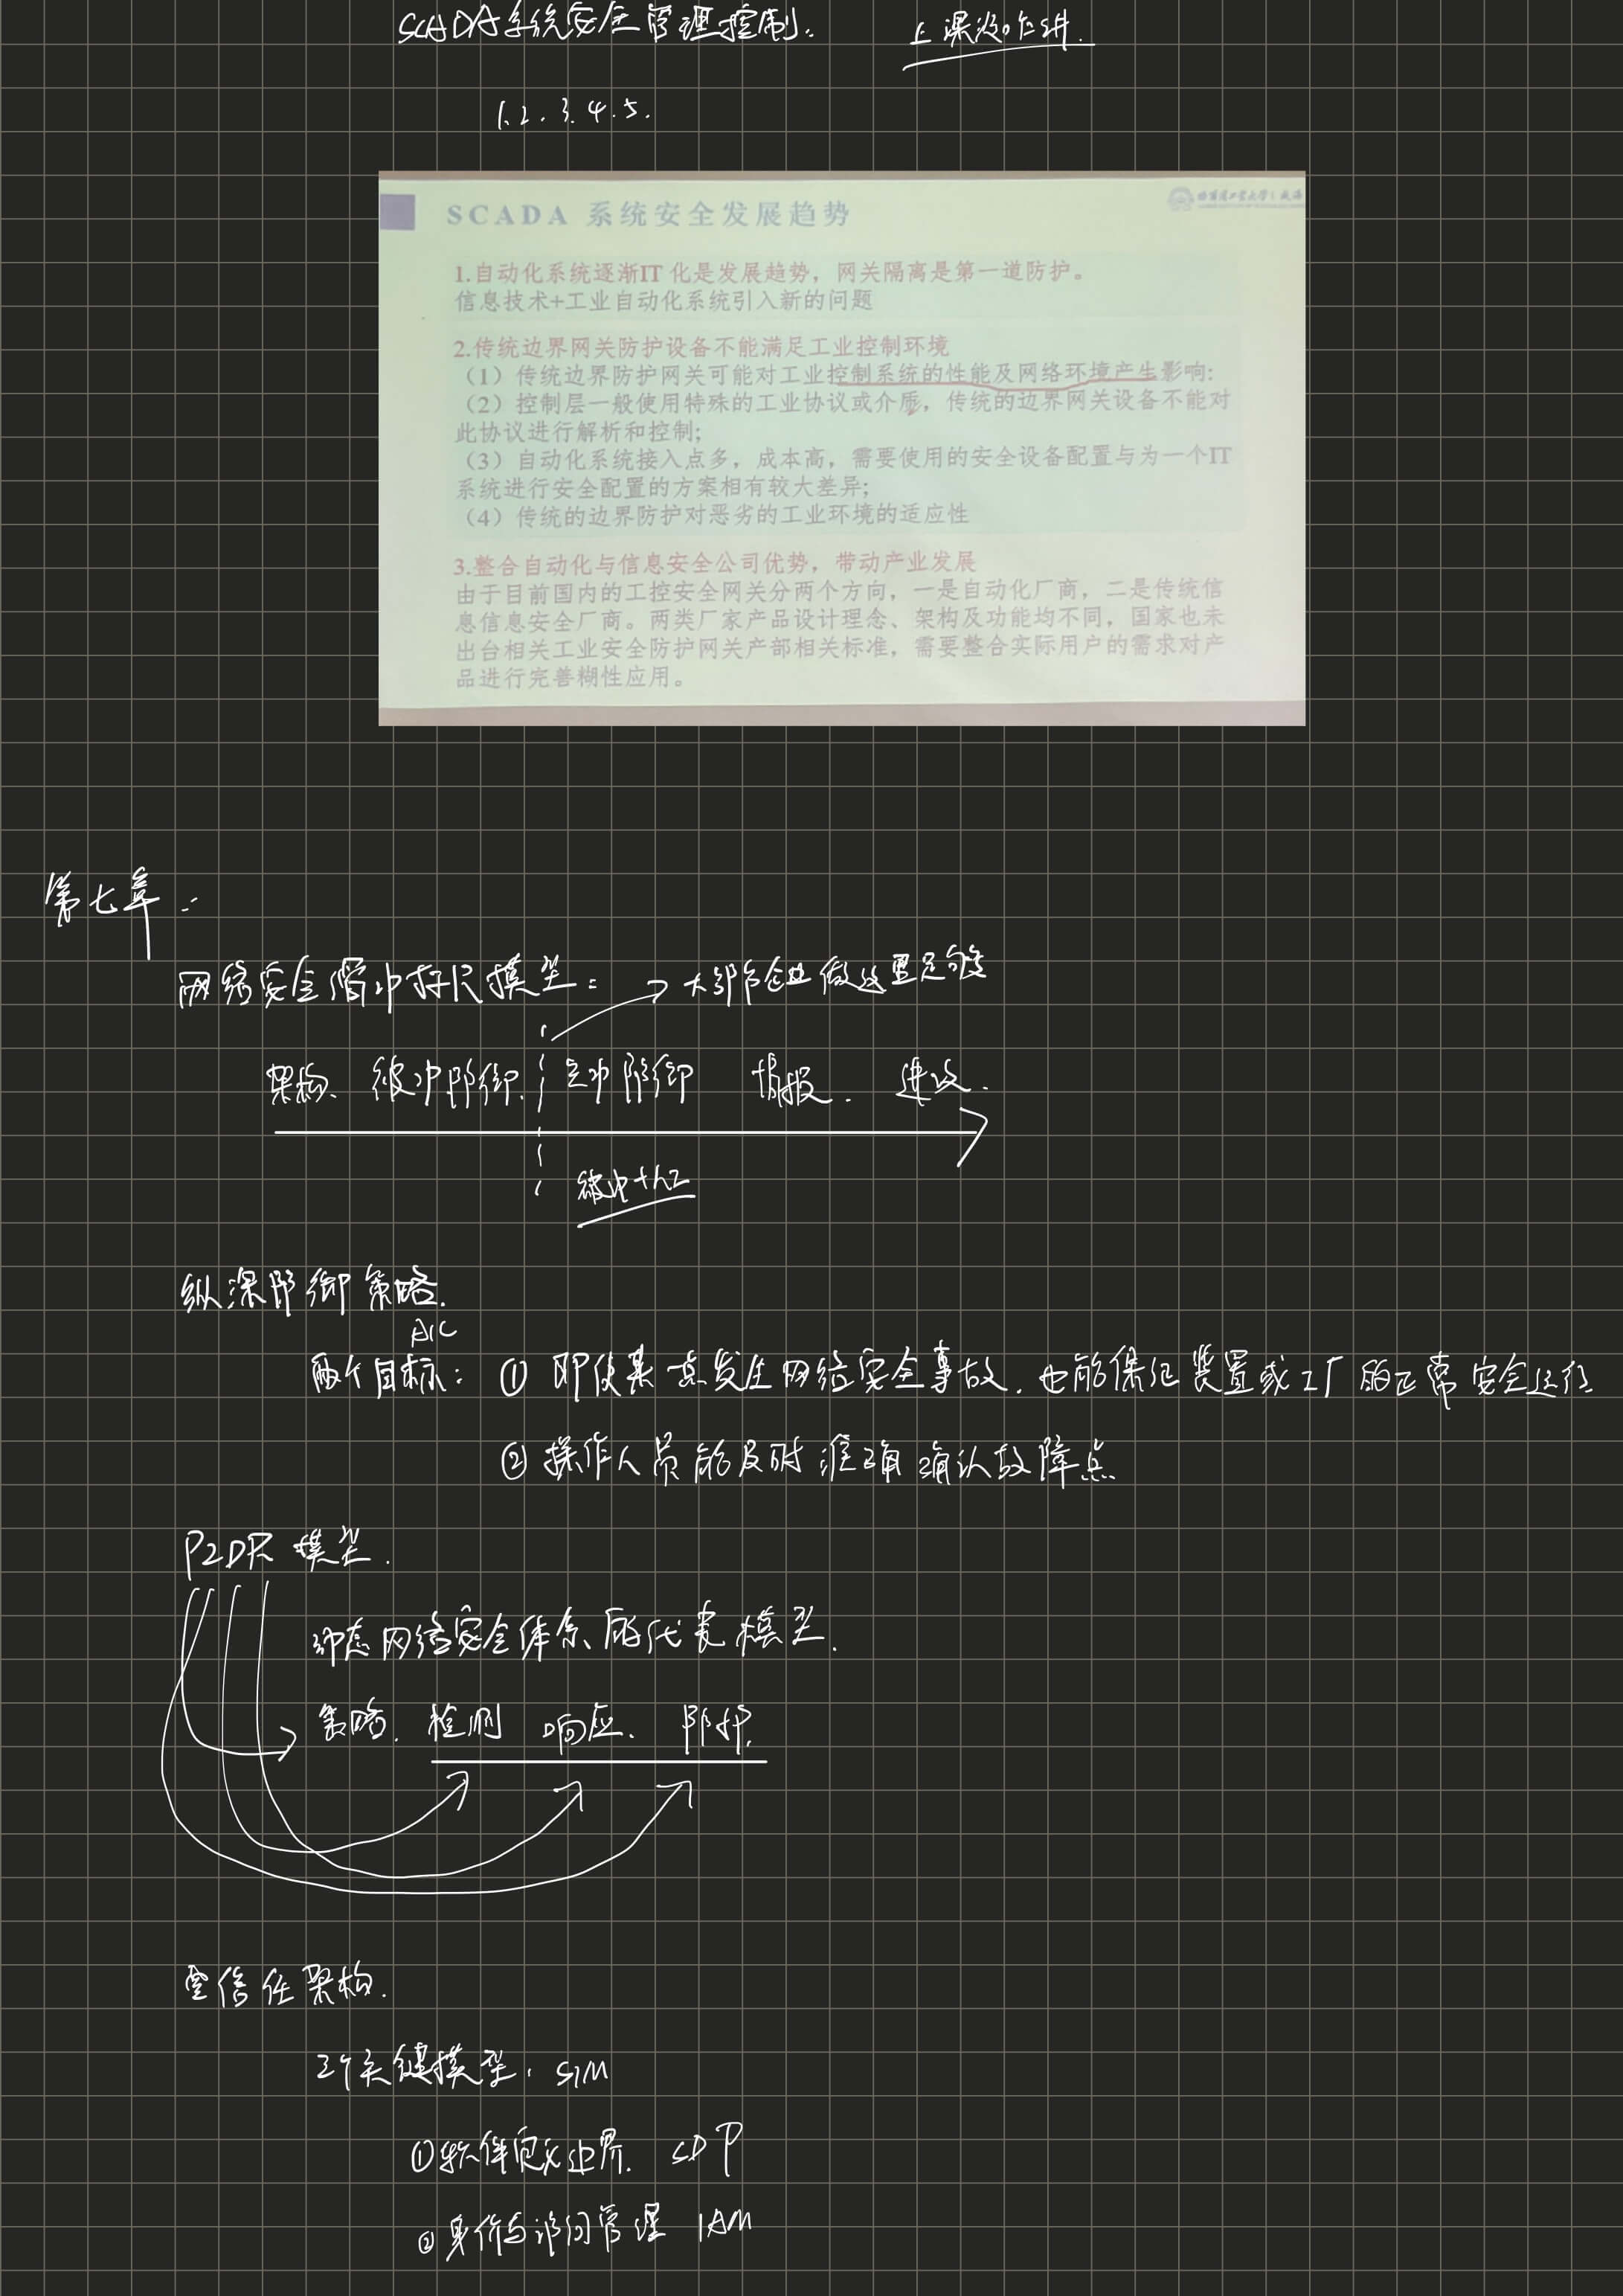 SCADA系统安全管理控制. 上课没咋讲.
1.2.3.4.5.
SCADA 系统安全发展趋势
1.自动化系统逐渐IT 化是发展趋势，网关隔离是第一道防护。
信息技术+工业自动化系统引入新的问题
2.传统边界网关防护设备不能满足工业控制环境
（1）传统边界防护网关可能对工业控制系统的性能及网络环境产生影响:
（2）控制层一般使用特殊的工业协议或介质，传统的边界网关设备不能对
此协议进行解析和控制;
（3）自动化系统接入点多，成本高，需要使用的安全设备配置与为一个IT
系统进行安全配置的方案相有较大差异;
（4）传统的边界防护对恶劣的工业环境的适应性
3.整合自动化与信息安全公司优势，带动产业发展
由于目前国内的工控安全网关分两个方向，一是自动化厂商，二是传统信
息信息安全厂商。两类厂家产品设计理念、架构及功能均不同，国家也未
出台相关工业安全防护网关产部相关标准，需要整合实际用户的需求对产
品进行完善糊性应用。
第七章:
网络安全滑动标尺模型: 大部分企业做这里足够
架构. 被动防御. 主动防御 情报. 进攻.
被动+人工
纵深防御策略.
AIC
两个目标: ① 即使某一点发生网络安全事故.也能保证装置或工厂的正常安全运行
② 操作人员能及时准确确认故障点
P2DR 模型.
动态网络安全体系的代表模型.
策略. 检测 响应. 防护.
零信任架构.
三个关键模型. SIM
①软件定义边界. SDP
②身份与访问管理 IAM